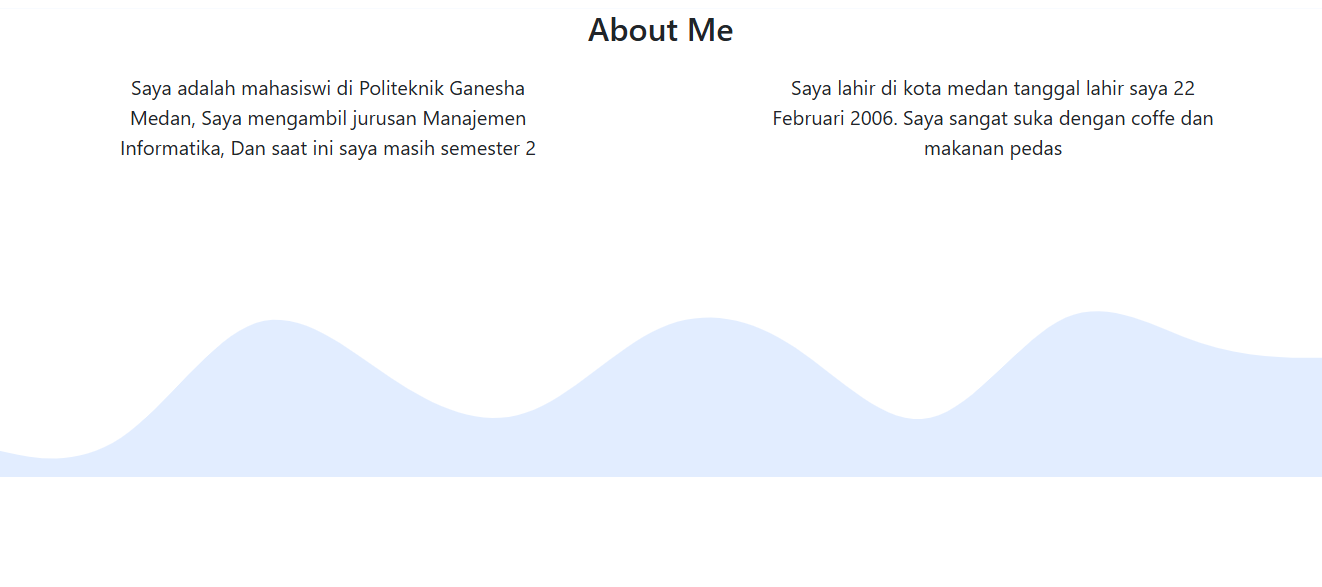 About Me
Saya adalah mahasiswi di Politeknik Ganesha
Medan, Saya mengambil jurusan Manajemen
Informatika, Dan saat ini saya masih semester 2
Saya lahir di kota medan tanggal lahir saya 22
Februari 2006. Saya sangat suka dengan coffe dan
makanan pedas